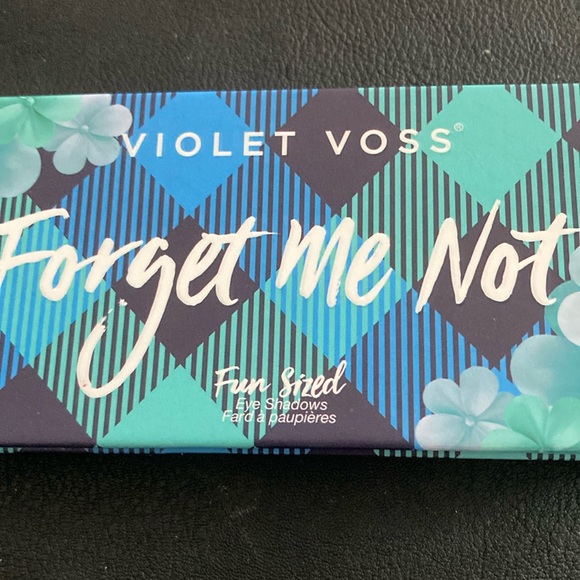 VIOLET VOSS®
Forget Me Not
Fun Sized
Eye Shadows
Fard a paupières